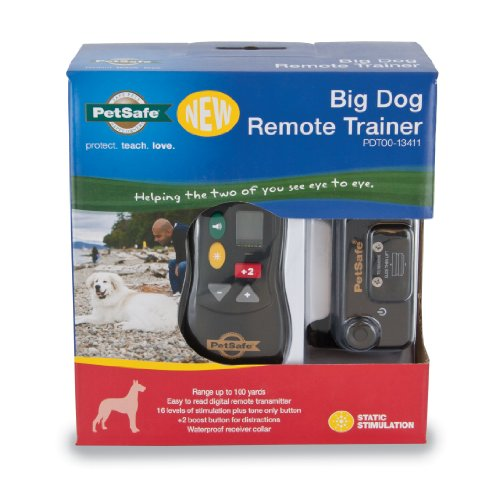 PetSafe
protect. teach. love.
NEW
Big Dog
Remote Trainer
PDT00-13411
Helping the two of you see eye to eye.
+2
PetSafe
PetSafe
Range up to 100 yards
Easy to read digital remote transmitter
16 levels of stimulation plus tone only button
+2 boost button for distractions
Waterproof receiver collar
STATIC
STIMULATION